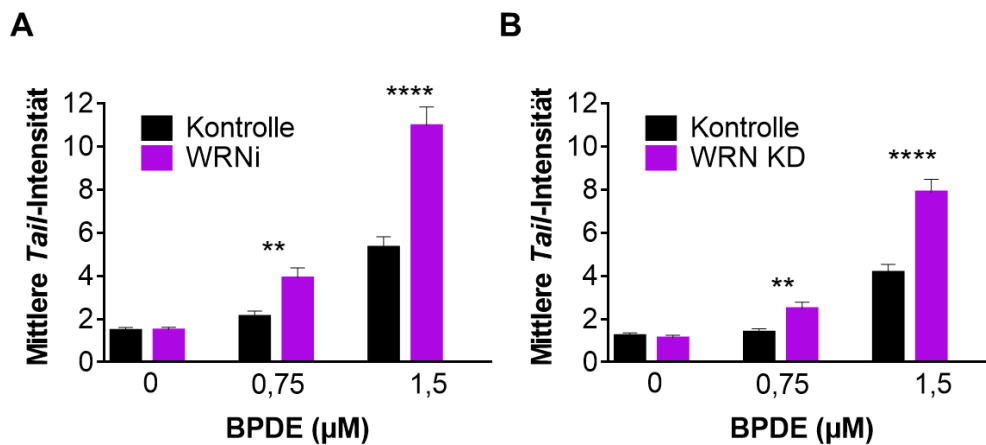 A
Mittlere Tail-Intensität
12
10
8
6
4
2
0
Kontrolle
WRNi
**
****
0
0,75
1,5
BPDE (µM)
B
Mittlere Tail-Intensität
12
10
8
6
4
2
0
Kontrolle
WRN KD
**
****
0
0,75
1,5
BPDE (µM)